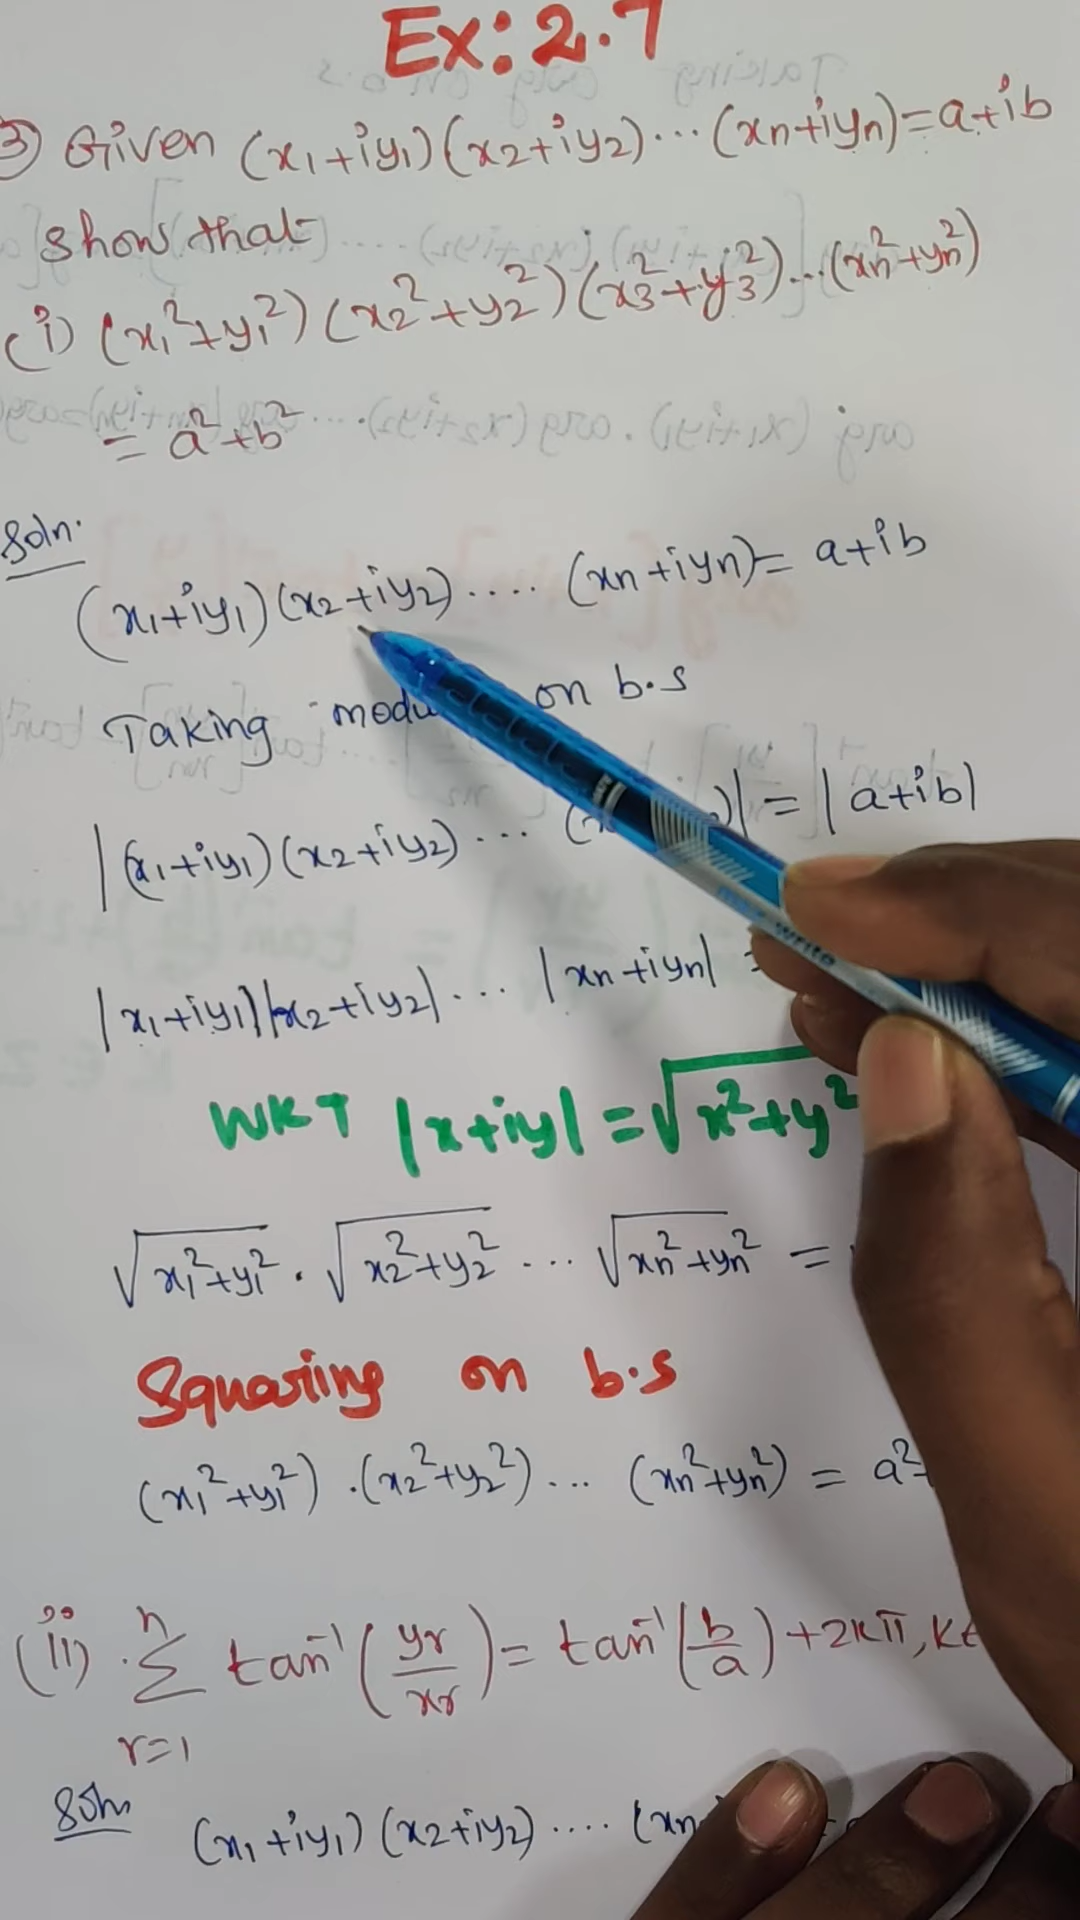 Ex: 2.7
3) Given (x1+iy1)(x2+iy2)...(xn+iyn)=a+ib
show that
(i) (x1²+y1²)(x2²+y2²)(x3²+y3²)...(xn²+yn²)
= a²+b²
Soln.
(x1+iy1)(x2+iy2).... (xn+iyn)= a+ib
Taking on b.s
|(x1+iy1)(x2+iy2)... ( )| = |a+ib|
|x1+iy1||x2+iy2|... |xn+iyn| =
WKT |x+iy| = √x²+y²
√x1²+y1² . √x2²+y2² ... √xn²+yn² =
Squaring on b.s
(x1²+y1²) .(x2²+y2²)... (xn²+yn²) = a²
(ii) n
Σ tan⁻¹(yr/xr) = tan⁻¹(b/a)+2kπ, k∈
r=1
Soln
(x1+iy1)(x2+iy2).... (xn
write